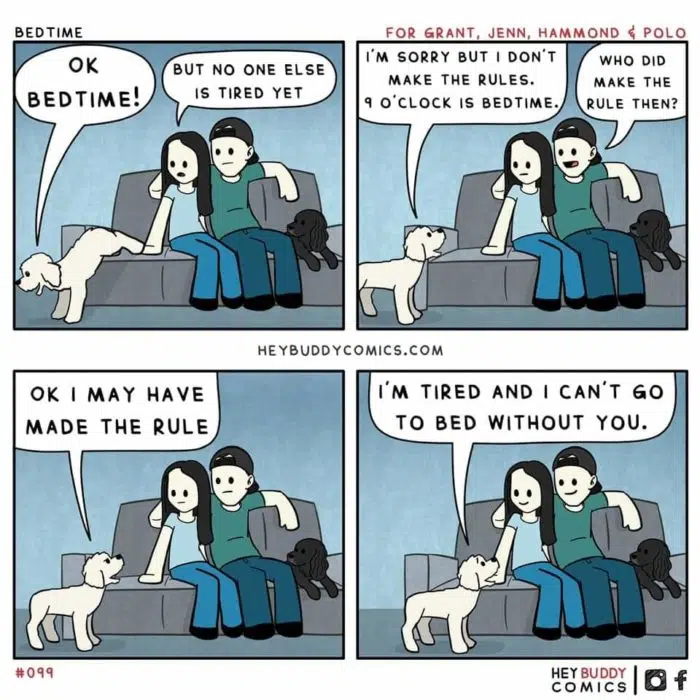 BEDTIME
FOR GRANT, JENN, HAMMOND & POLO
OK
BEDTIME!
BUT NO ONE ELSE
IS TIRED YET
I'M SORRY BUT I DON'T
MAKE THE RULES.
9 O'CLOCK IS BEDTIME.
WHO DID
MAKE THE
RULE THEN?
HEYBUDDYCOMICS.COM
OK I MAY HAVE
MADE THE RULE
I'M TIRED AND I CAN'T GO
TO BED WITHOUT YOU.
#099
HEY BUDDY
COMICS